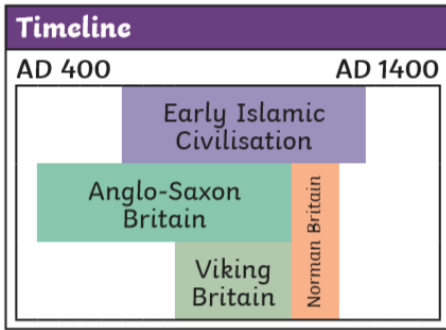 Timeline
AD 400 AD 1400
Early Islamic
Civilisation
Anglo-Saxon
Britain
Norman Britain
Viking
Britain